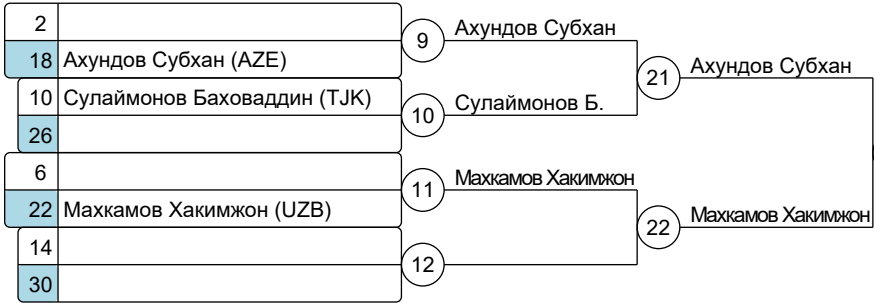 2
18 Ахундов Субхан (AZE)
9
Ахундов Субхан
10 Сулаймонов Баховаддин (TJK)
26
10
Сулаймонов Б.
21
Ахундов Субхан
6
22 Махкамов Хакимжон (UZB)
11
Махкамов Хакимжон
14
30
12
22
Махкамов Хакимжон